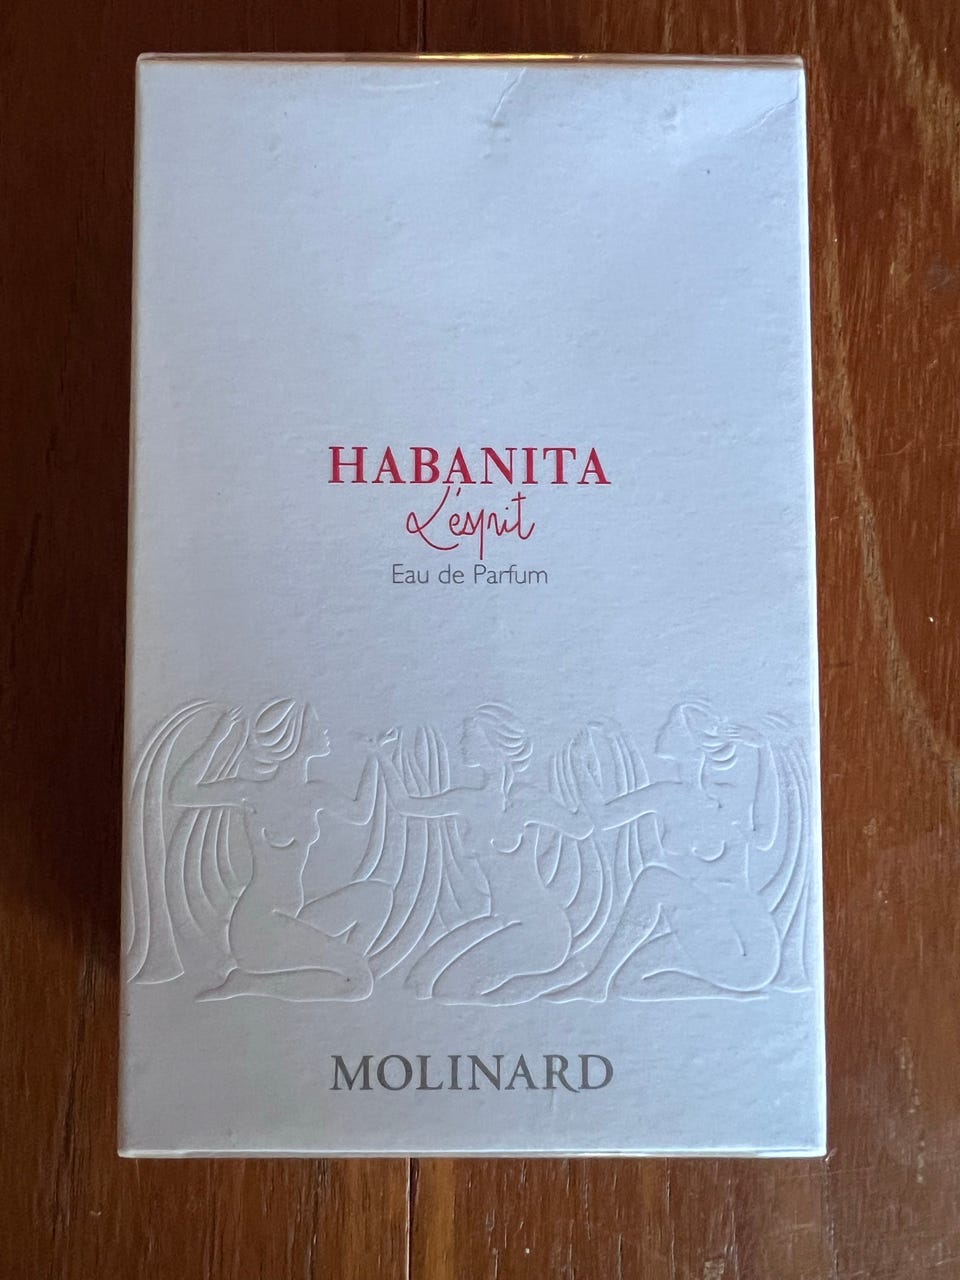 HABANITA
L'esprit
Eau de Parfum
MOLINARD